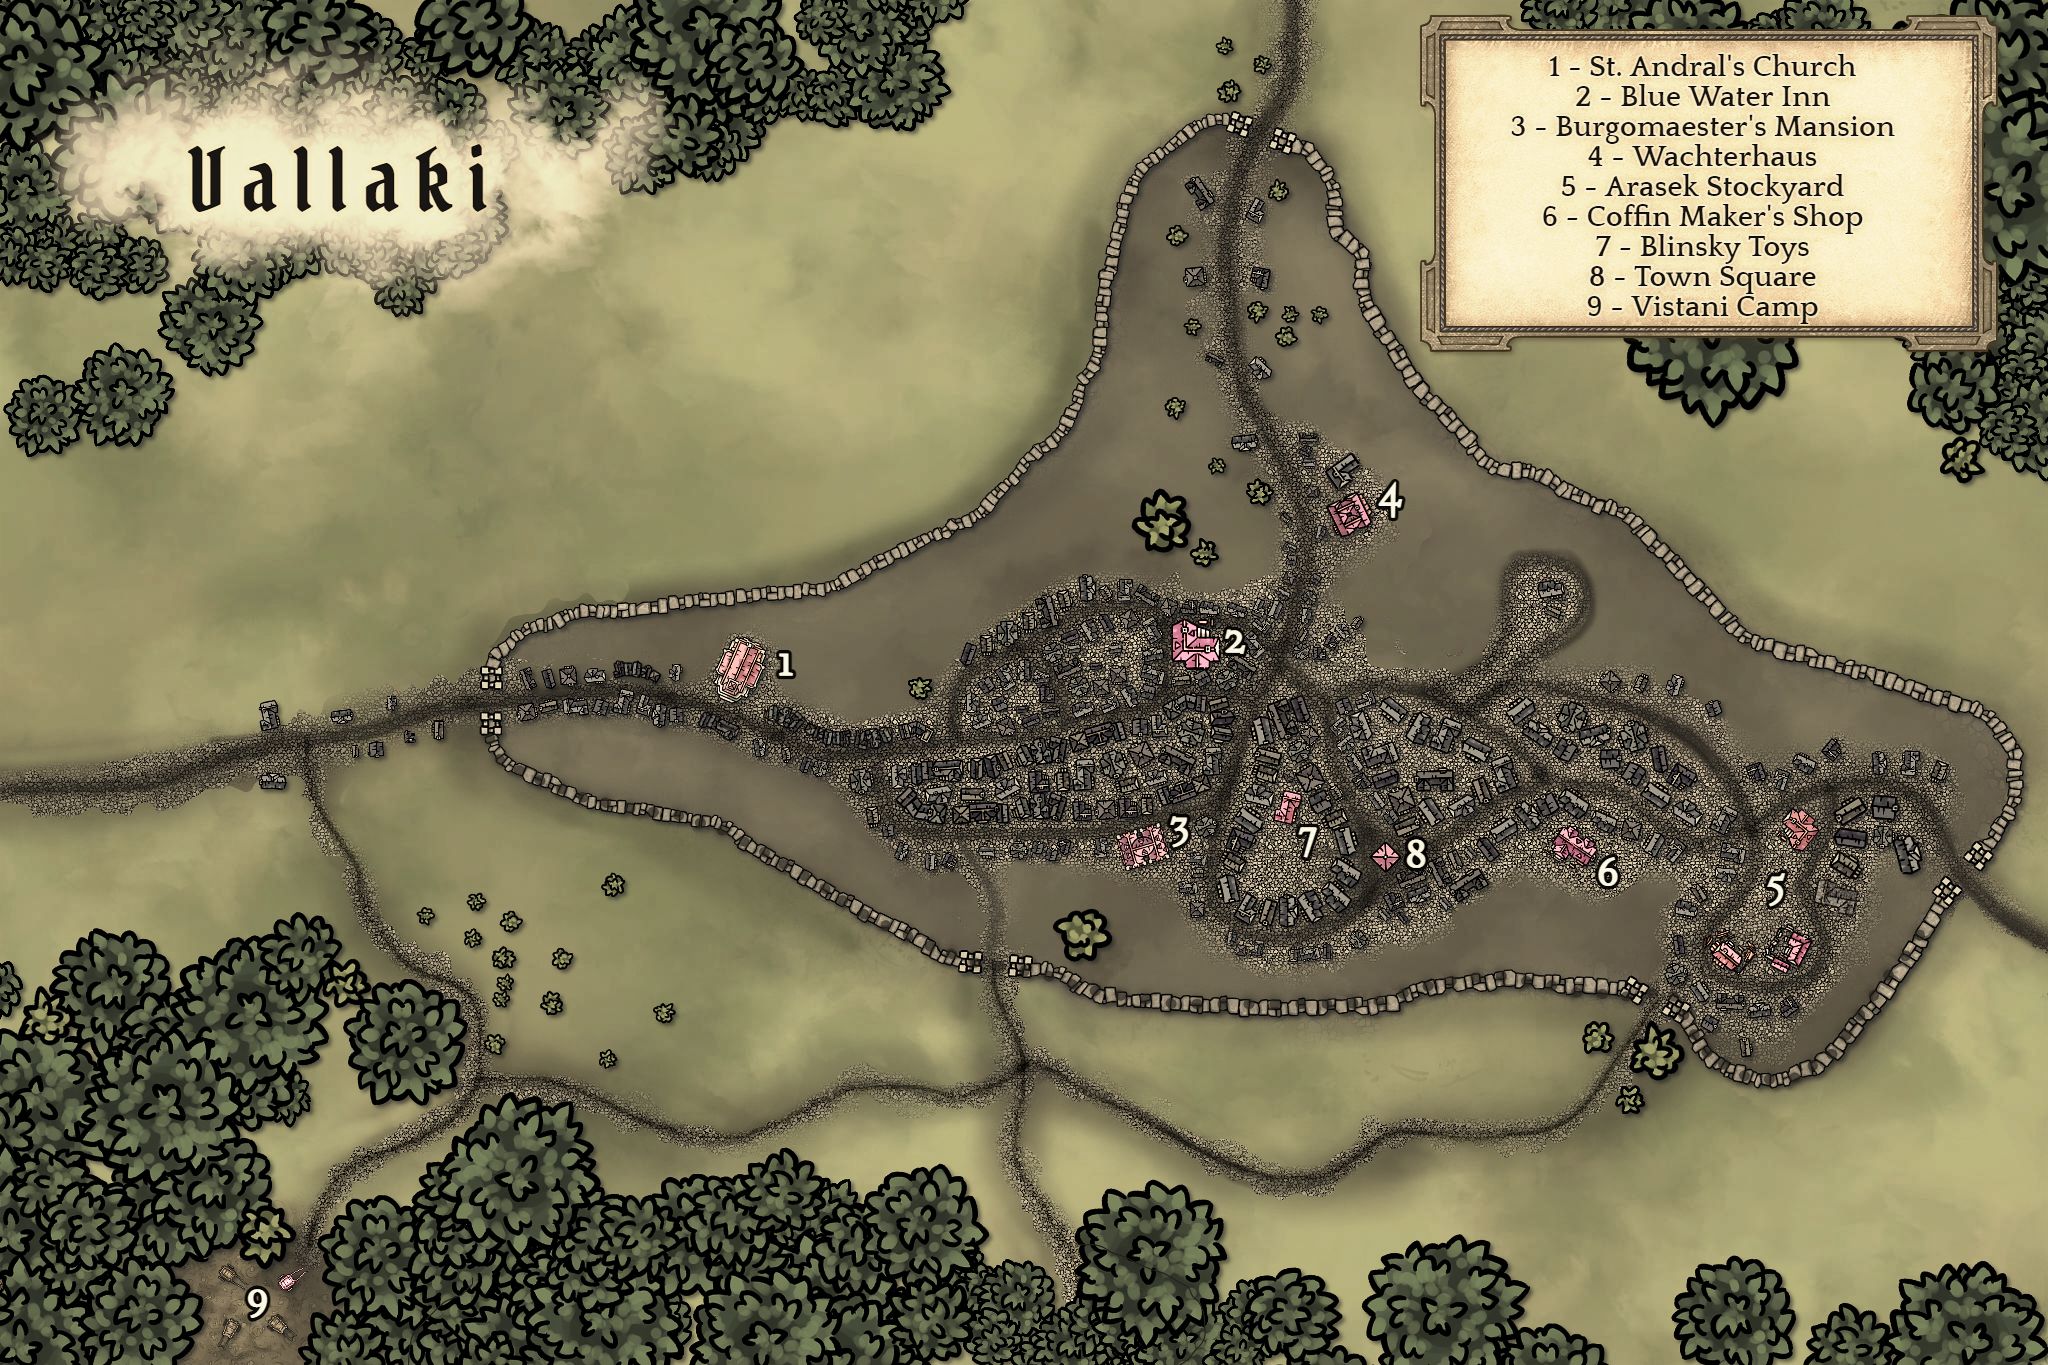 Vallaki
1 - St. Andral's Church
2 - Blue Water Inn
3 - Burgomaester's Mansion
4 - Wachterhaus
5 - Arasek Stockyard
6 - Coffin Maker's Shop
7 - Blinsky Toys
8 - Town Square
9 - Vistani Camp
4
2
1
3
7
8
6
5
9